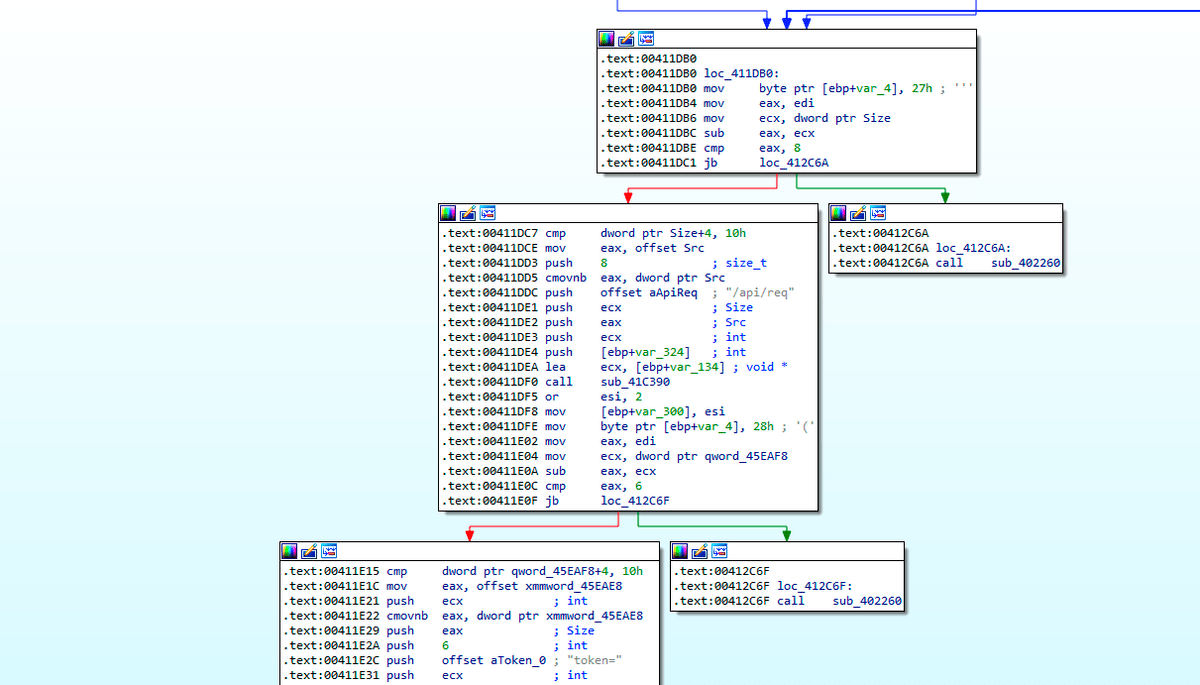 .text:00411DB0
.text:00411DB0 loc_411DB0:
.text:00411DB0 mov     byte ptr [ebp+var_4], 27h ; '''
.text:00411DB4 mov     eax, edi
.text:00411DB6 mov     ecx, dword ptr Size
.text:00411DBC sub     eax, ecx
.text:00411DBE cmp     eax, 8
.text:00411DC1 jb      loc_412C6A
.text:00411DC7 cmp     dword ptr Size+4, 10h
.text:00411DCE mov     eax, offset Src
.text:00411DD3 push    8               ; size_t
.text:00411DD5 cmovnb  eax, dword ptr Src
.text:00411DDC push    offset aApiReq  ; "/api/req"
.text:00411DE1 push    ecx             ; Size
.text:00411DE2 push    eax             ; Src
.text:00411DE3 push    ecx             ; int
.text:00411DE4 push    [ebp+var_324]   ; int
.text:00411DEA lea     ecx, [ebp+var_134] ; void *
.text:00411DF0 call    sub_41C390
.text:00411DF5 or      esi, 2
.text:00411DF8 mov     [ebp+var_300], esi
.text:00411DFE mov     byte ptr [ebp+var_4], 28h ; '('
.text:00411E02 mov     eax, edi
.text:00411E04 mov     ecx, dword ptr qword_45EAF8
.text:00411E0A sub     eax, ecx
.text:00411E0C cmp     eax, 6
.text:00411E0F jb      loc_412C6F
.text:00412C6A
.text:00412C6A loc_412C6A:
.text:00412C6A call    sub_402260
.text:00411E15 cmp     dword ptr qword_45EAF8+4, 10h
.text:00411E1C mov     eax, offset xmmword_45EAE8
.text:00411E21 push    ecx             ; int
.text:00411E22 cmovnb  eax, dword ptr xmmword_45EAE8
.text:00411E29 push    eax             ; Size
.text:00411E2A push    6               ; int
.text:00411E2C push    offset aToken_0 ; "token="
.text:00411E31 push    ecx             ; int
.text:00412C6F
.text:00412C6F loc_412C6F:
.text:00412C6F call    sub_402260